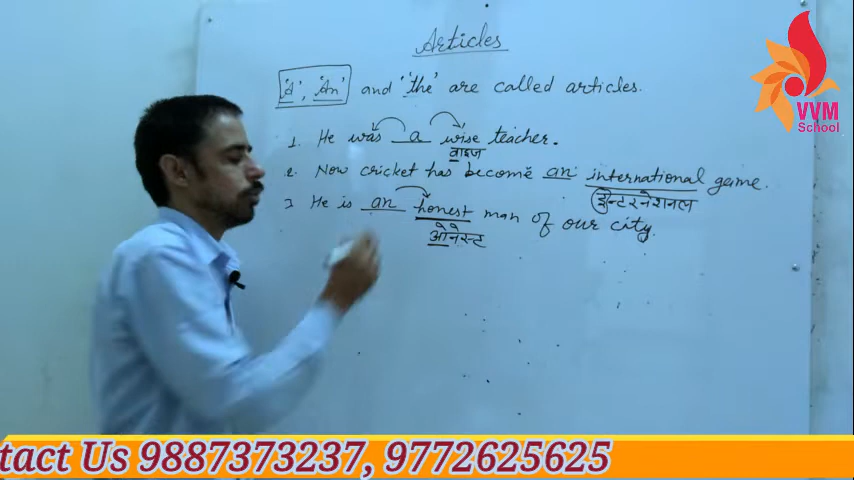 Articles
'A', 'An' and 'the' are called articles.
1. He was a wise teacher.
वाइज
2. Now cricket has become an international game.
इन्टरनेशनल
3 He is an honest man of our city.
ओनेस्ट
VVM
School
tact Us 9887373237, 9772625625